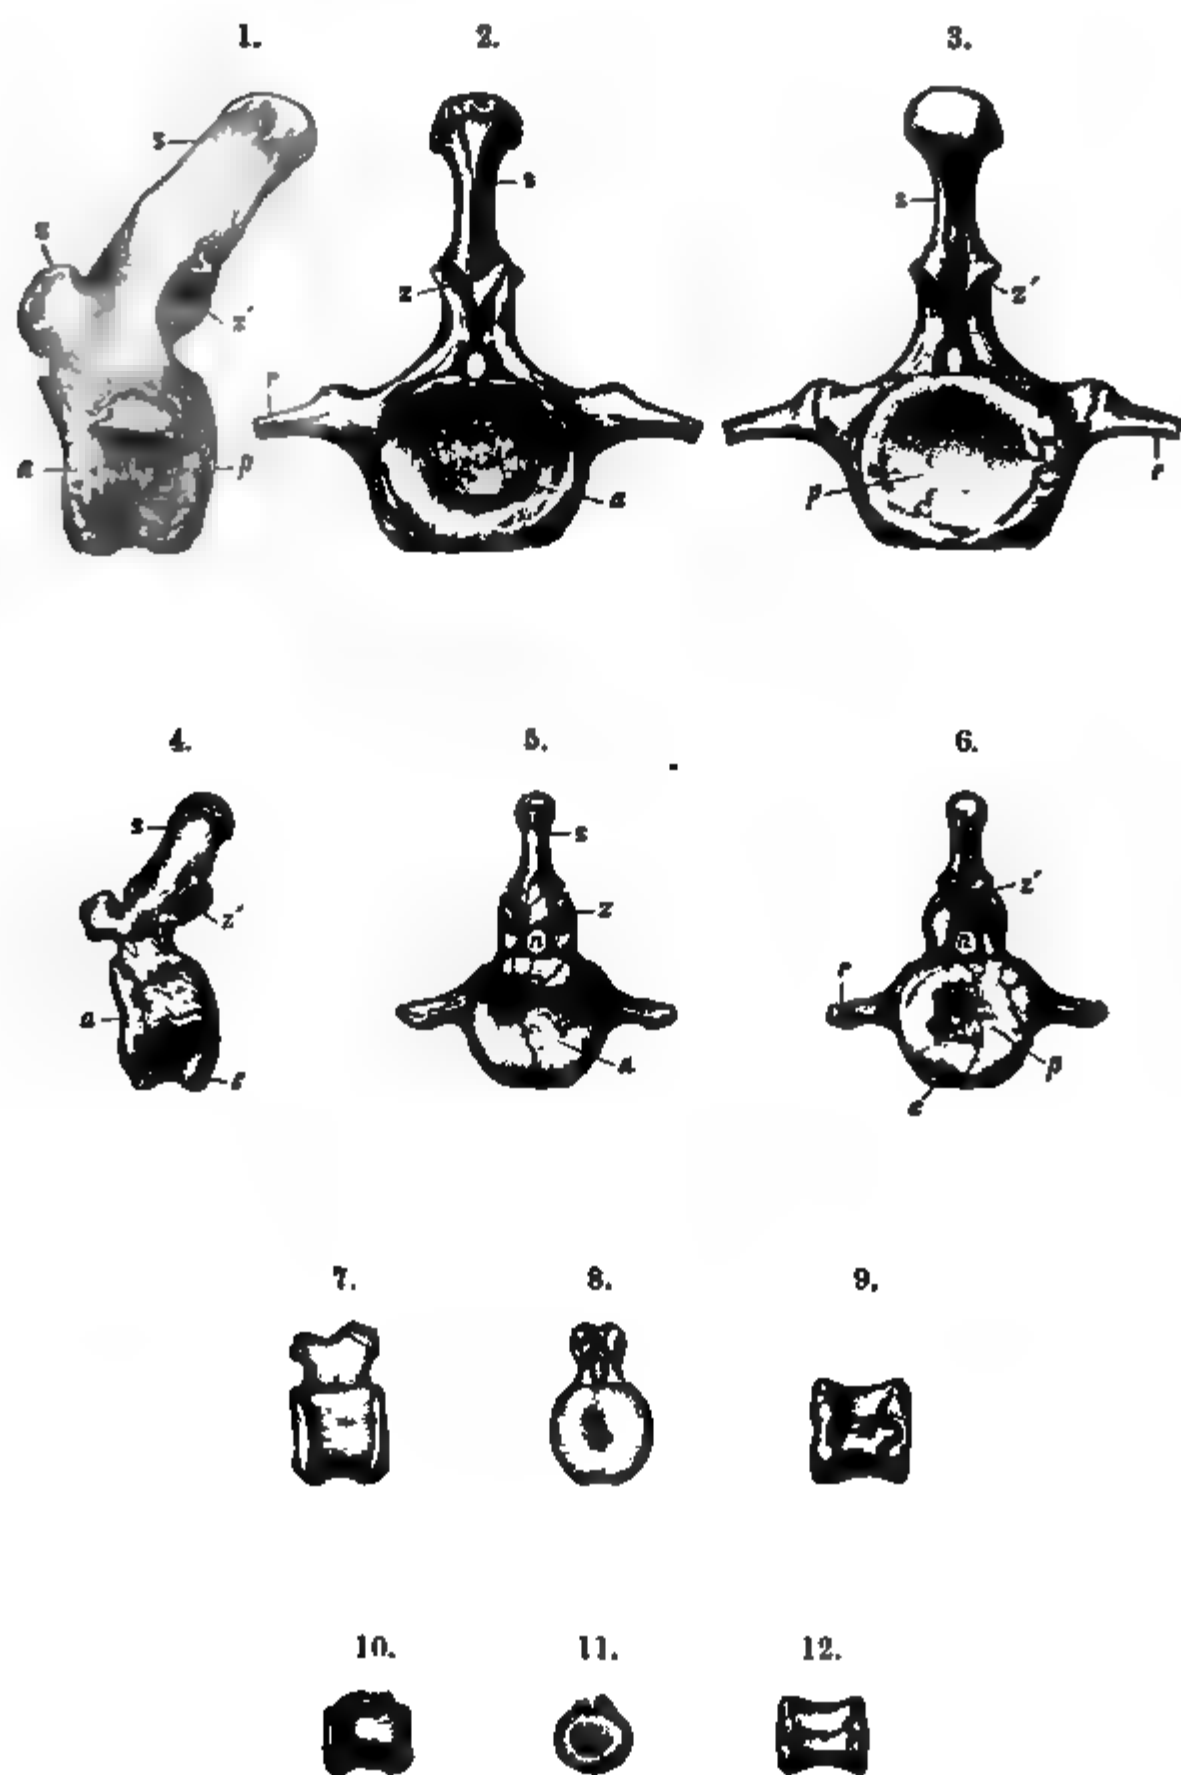 1. 2. 3.
s s s
z z z′
z′
r r
a p a p
4. 5. 6.
s s
z′ z z′
n n
r
a a p
c c
7. 8. 9.
10. 11. 12.